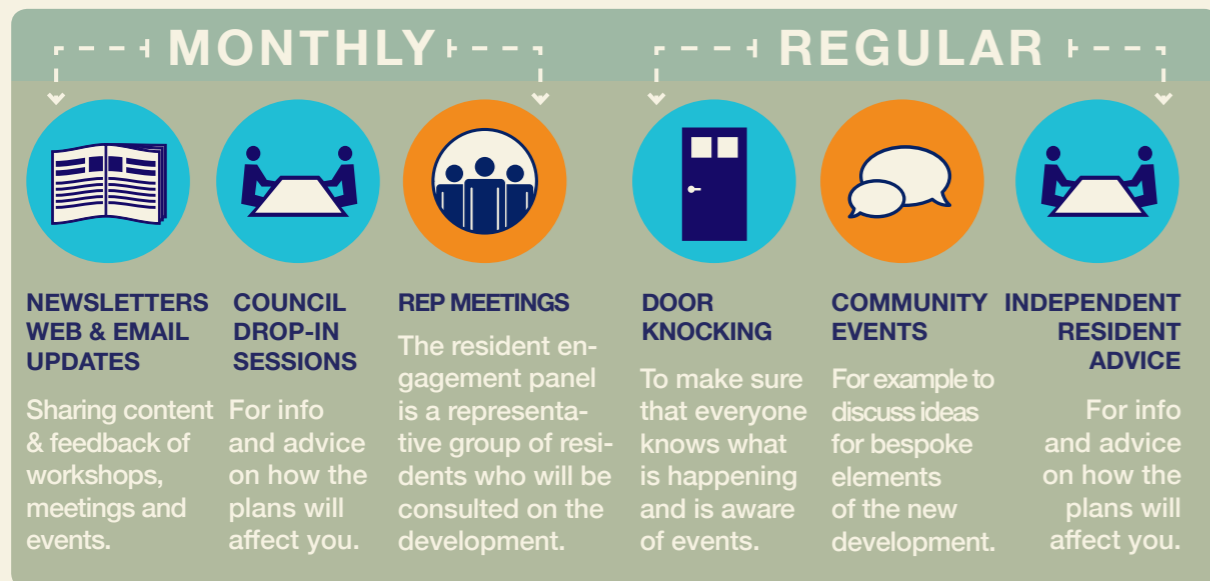 MONTHLY
REGULAR
NEWSLETTERS
WEB & EMAIL
UPDATES
Sharing content
& feedback of
workshops,
meetings and
events.
COUNCIL
DROP-IN
SESSIONS
For info
and advice
on how the
plans will
affect you.
REP MEETINGS
The resident en-
gagement panel
is a representa-
tive group of resi-
dents who will be
consulted on the
development.
DOOR
KNOCKING
To make sure
that everyone
knows what
is happening
and is aware
of events.
COMMUNITY
EVENTS
For example to
discuss ideas
for bespoke
elements
of the new
development.
INDEPENDENT
RESIDENT
ADVICE
For info
and advice
on how the
plans will
affect you.